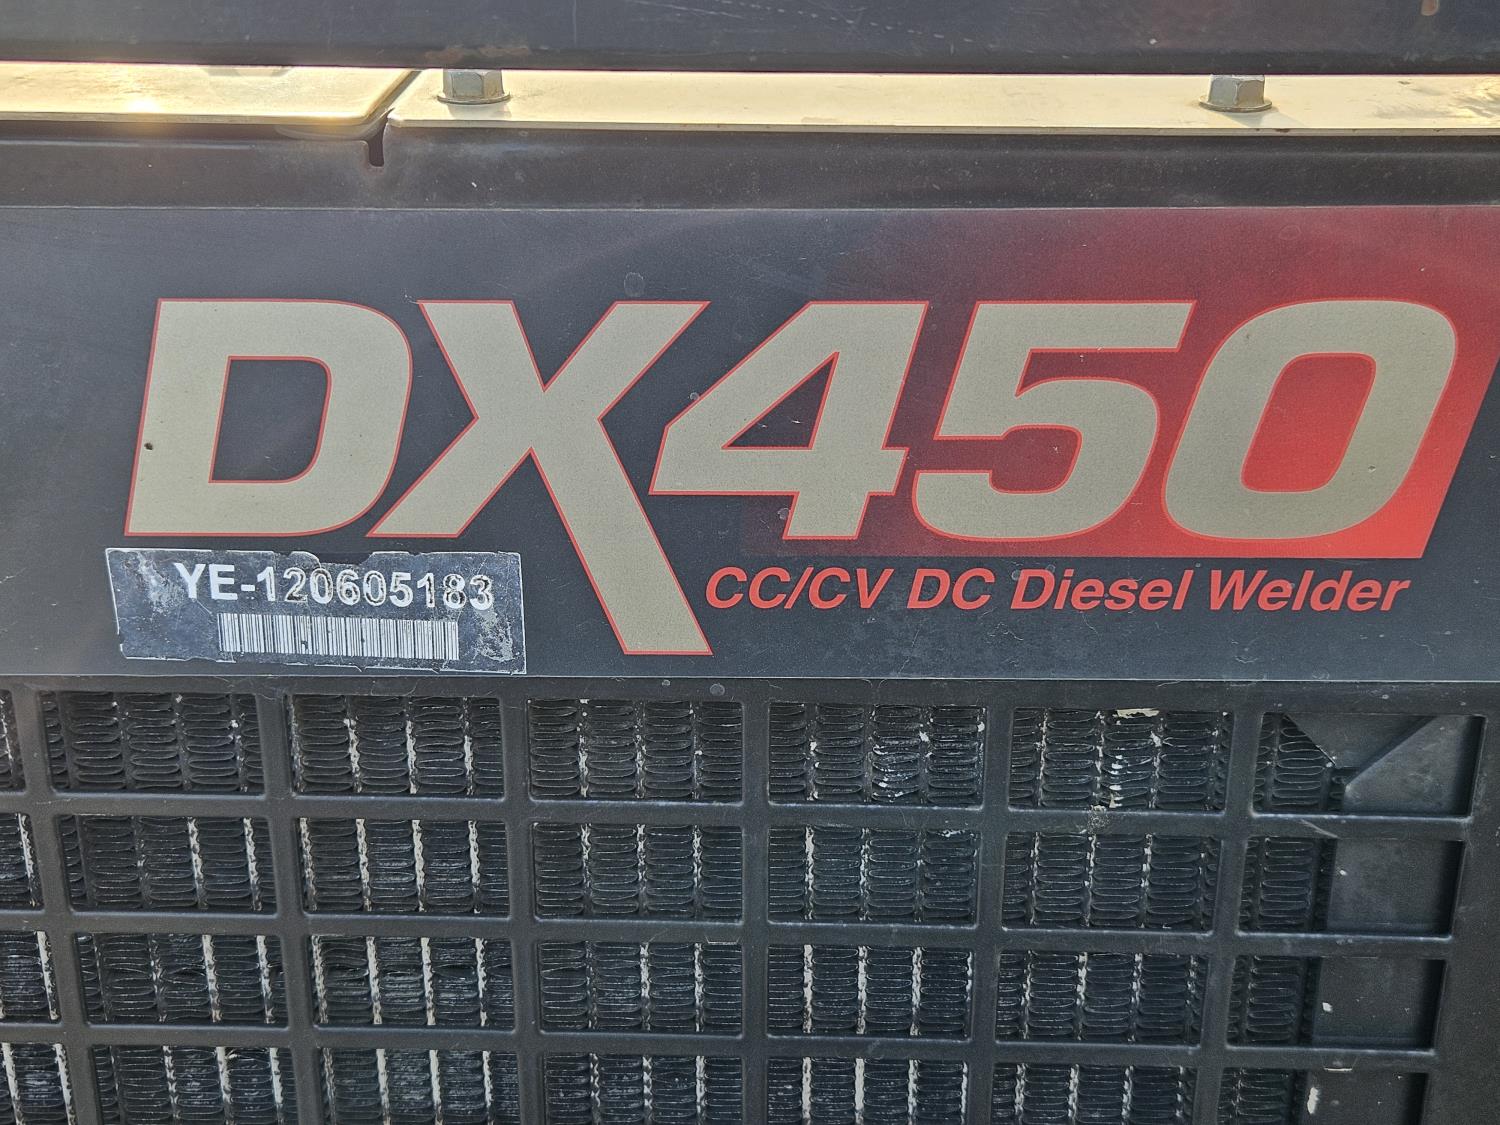 DX450
CC/CV DC Diesel Welder
YE-120605183